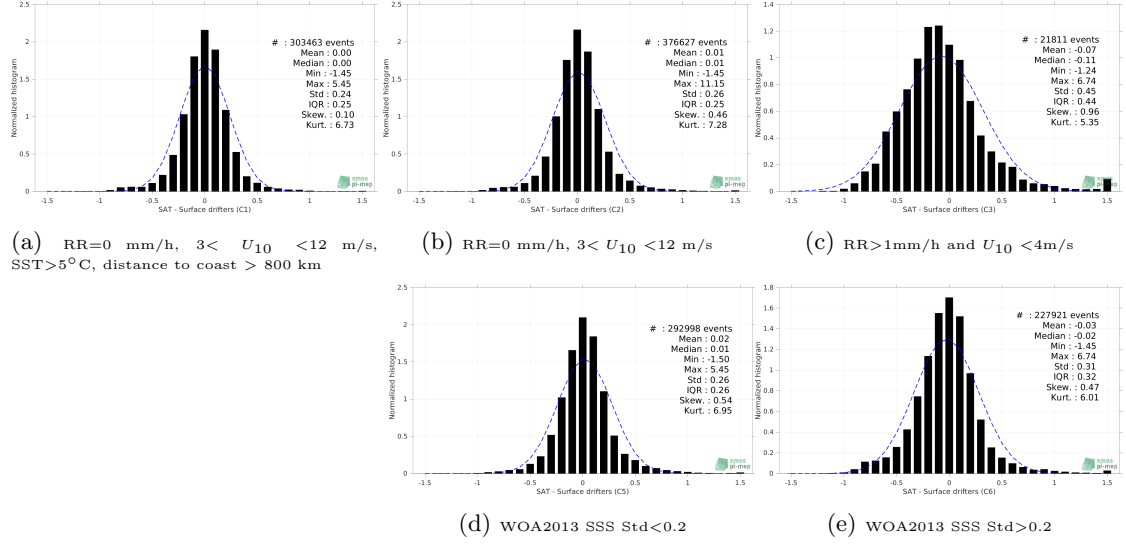 2.5
2
1.5
1
0.5
0
-1.5 -1 -0.5 0 0.5 1 1.5
Normalized histogram
SAT - Surface drifters (C1)
# : 303463 events
Mean : 0.00
Median : 0.00
Min : -1.45
Max : 5.45
Std : 0.24
IQR : 0.25
Skew. : 0.10
Kurt. : 6.73
smos
pi-mep
(a) RR=0 mm/h, 3< U10 <12 m/s,
SST>5°C, distance to coast > 800 km
2.5
2
1.5
1
0.5
0
-1.5 -1 -0.5 0 0.5 1 1.5
Normalized histogram
SAT - Surface drifters (C2)
# : 376627 events
Mean : 0.01
Median : 0.01
Min : -1.45
Max : 11.15
Std : 0.26
IQR : 0.25
Skew. : 0.46
Kurt. : 7.28
smos
pi-mep
(b) RR=0 mm/h, 3< U10 <12 m/s
1.4
1.2
1
0.8
0.6
0.4
0.2
0
-1.5 -1 -0.5 0 0.5 1 1.5
Normalized histogram
SAT - Surface drifters (C3)
# : 21811 events
Mean : -0.07
Median : -0.11
Min : -1.24
Max : 6.74
Std : 0.45
IQR : 0.44
Skew. : 0.96
Kurt. : 5.35
smos
pi-mep
(c) RR>1mm/h and U10 <4m/s
2.5
2
1.5
1
0.5
0
-1.5 -1 -0.5 0 0.5 1 1.5
Normalized histogram
SAT - Surface drifters (C5)
# : 292998 events
Mean : 0.02
Median : 0.01
Min : -1.50
Max : 5.45
Std : 0.26
IQR : 0.26
Skew. : 0.54
Kurt. : 6.95
smos
pi-mep
(d) WOA2013 SSS Std<0.2
1.8
1.6
1.4
1.2
1
0.8
0.6
0.4
0.2
0
-1.5 -1 -0.5 0 0.5 1 1.5
Normalized histogram
SAT - Surface drifters (C6)
# : 227921 events
Mean : -0.03
Median : -0.02
Min : -1.45
Max : 6.74
Std : 0.31
IQR : 0.32
Skew. : 0.47
Kurt. : 6.01
smos
pi-mep
(e) WOA2013 SSS Std>0.2